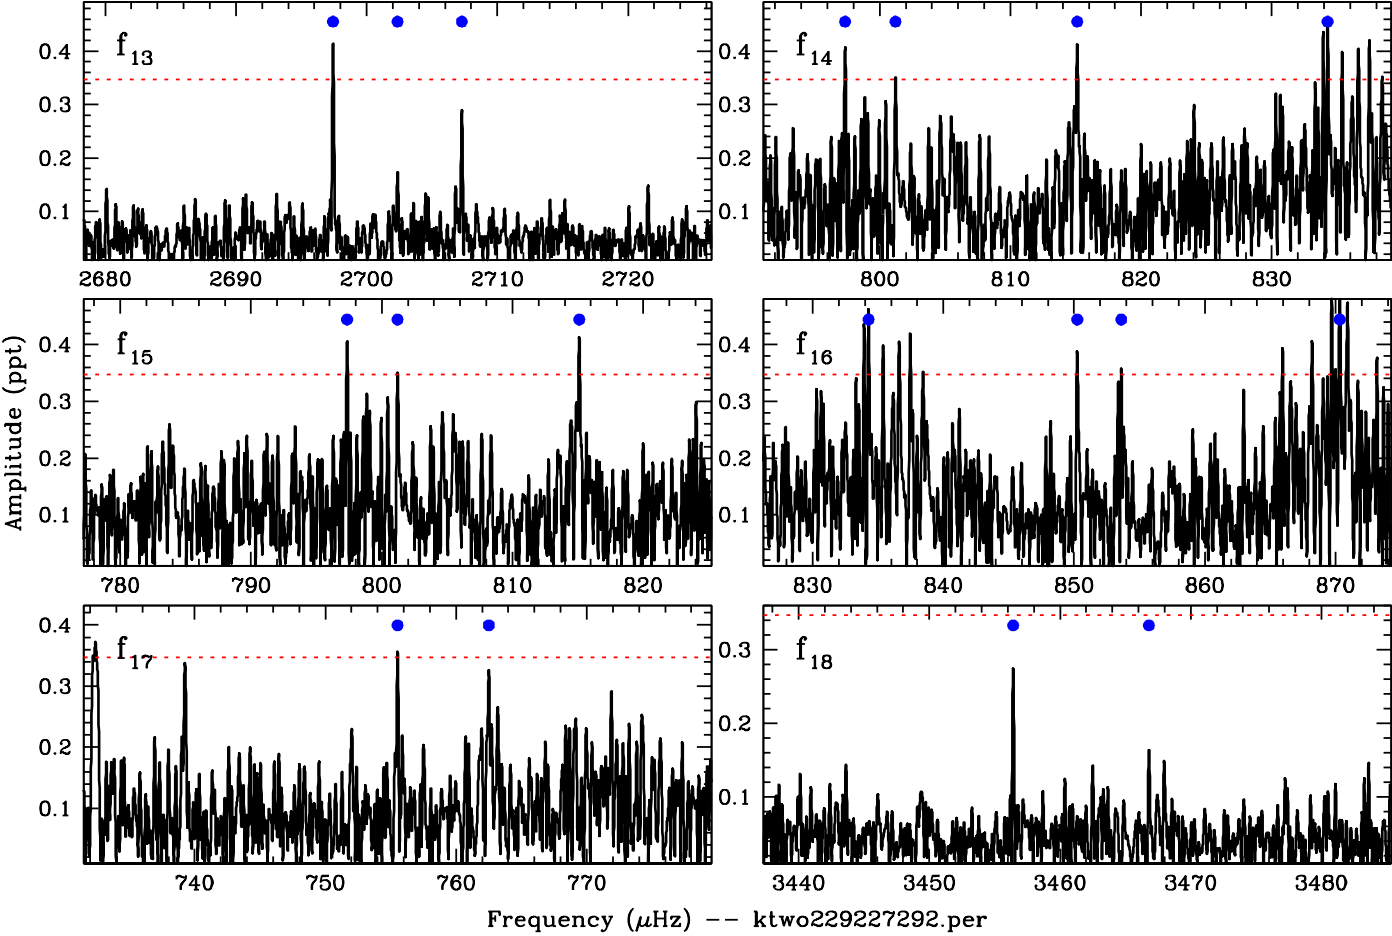 f13
0.4
0.3
0.2
0.1
2680 2690 2700 2710 2720
f14
0.4
0.3
0.2
0.1
800 810 820 830
f15
0.4
0.3
0.2
0.1
780 790 800 810 820
f16
0.4
0.3
0.2
0.1
830 840 850 860 870
f17
0.4
0.3
0.2
0.1
740 750 760 770
f18
0.3
0.2
0.1
3440 3450 3460 3470 3480
Amplitude (ppt)
Frequency (μHz) -- ktwo229227292.per